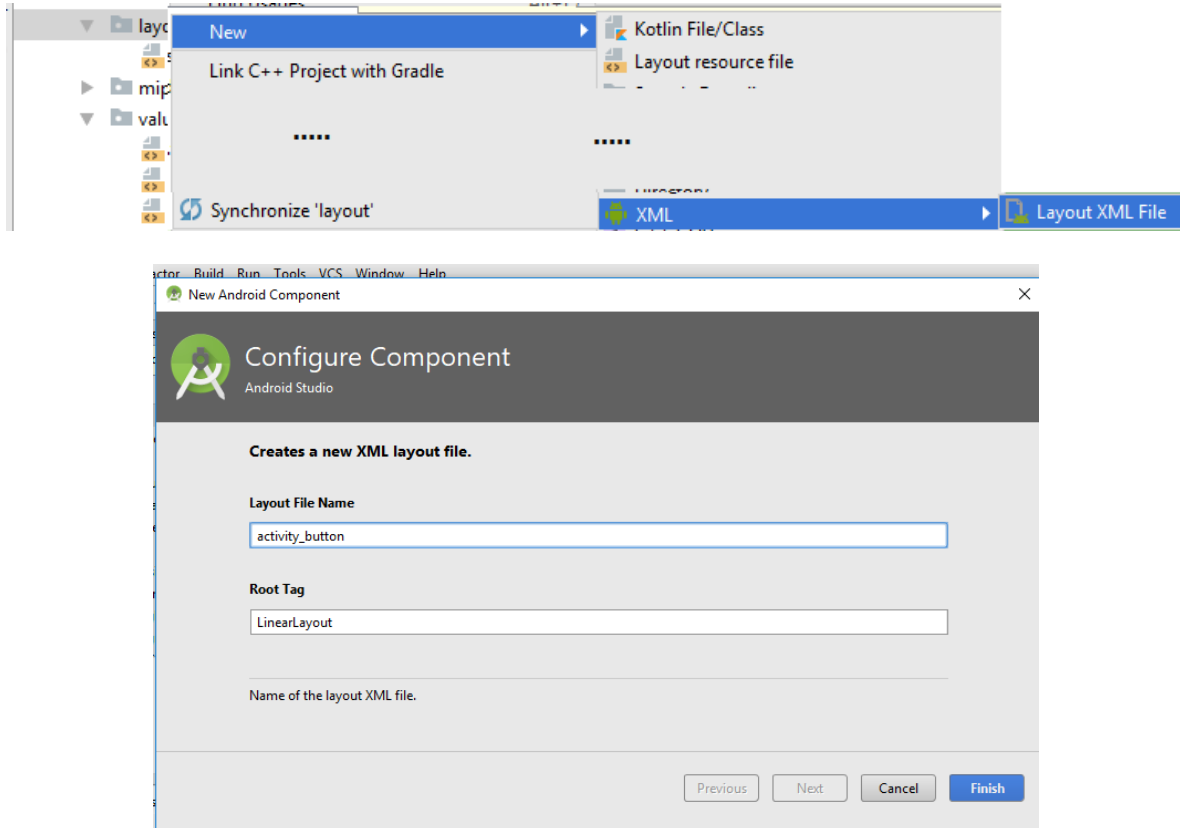 New
Kotlin File/Class
Link C++ Project with Gradle
Layout resource file
.....
.....
Synchronize 'layout'
XML
Layout XML File
Build Run Tools VCS Window Help
New Android Component
Configure Component
Android Studio
Creates a new XML layout file.
Layout File Name
activity_button
Root Tag
LinearLayout
Name of the layout XML file.
Previous
Next
Cancel
Finish